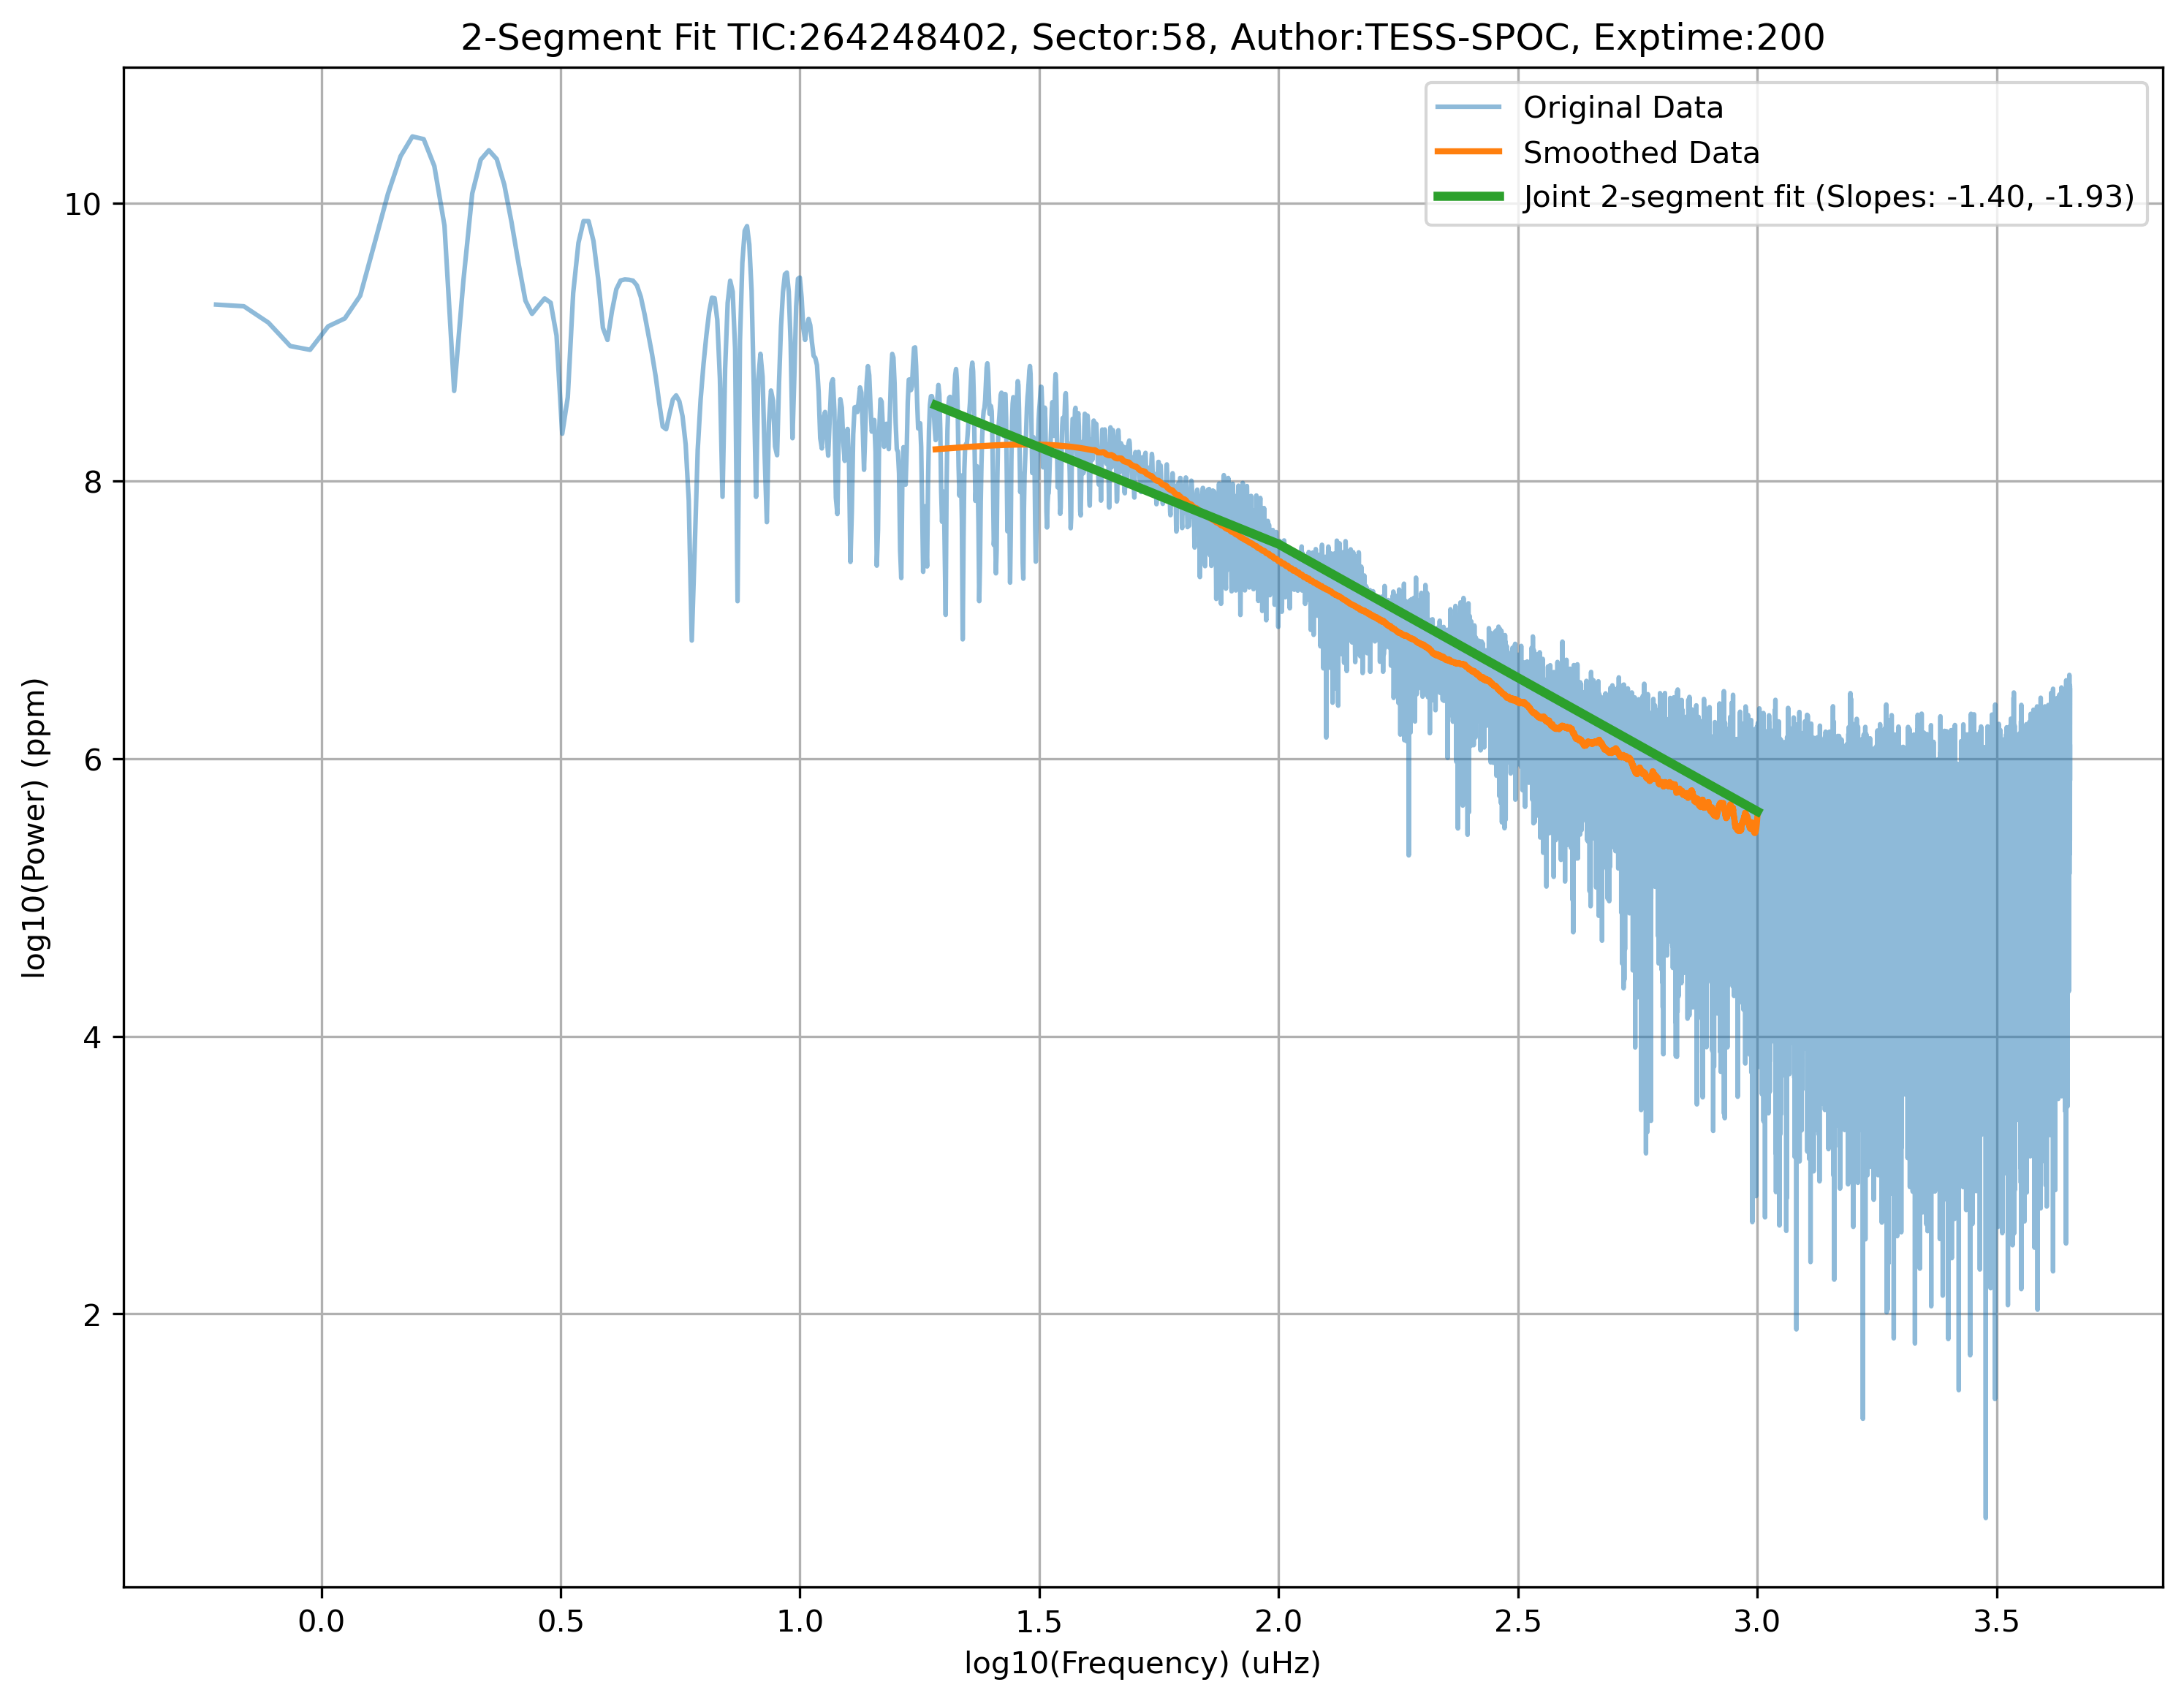 2-Segment Fit TIC:264248402, Sector:58, Author:TESS-SPOC, Exptime:200
Original Data
Smoothed Data
Joint 2-segment fit (Slopes: -1.40, -1.93)
log10(Power) (ppm)
10
8
6
4
2
0.0 0.5 1.0 1.5 2.0 2.5 3.0 3.5
log10(Frequency) (uHz)